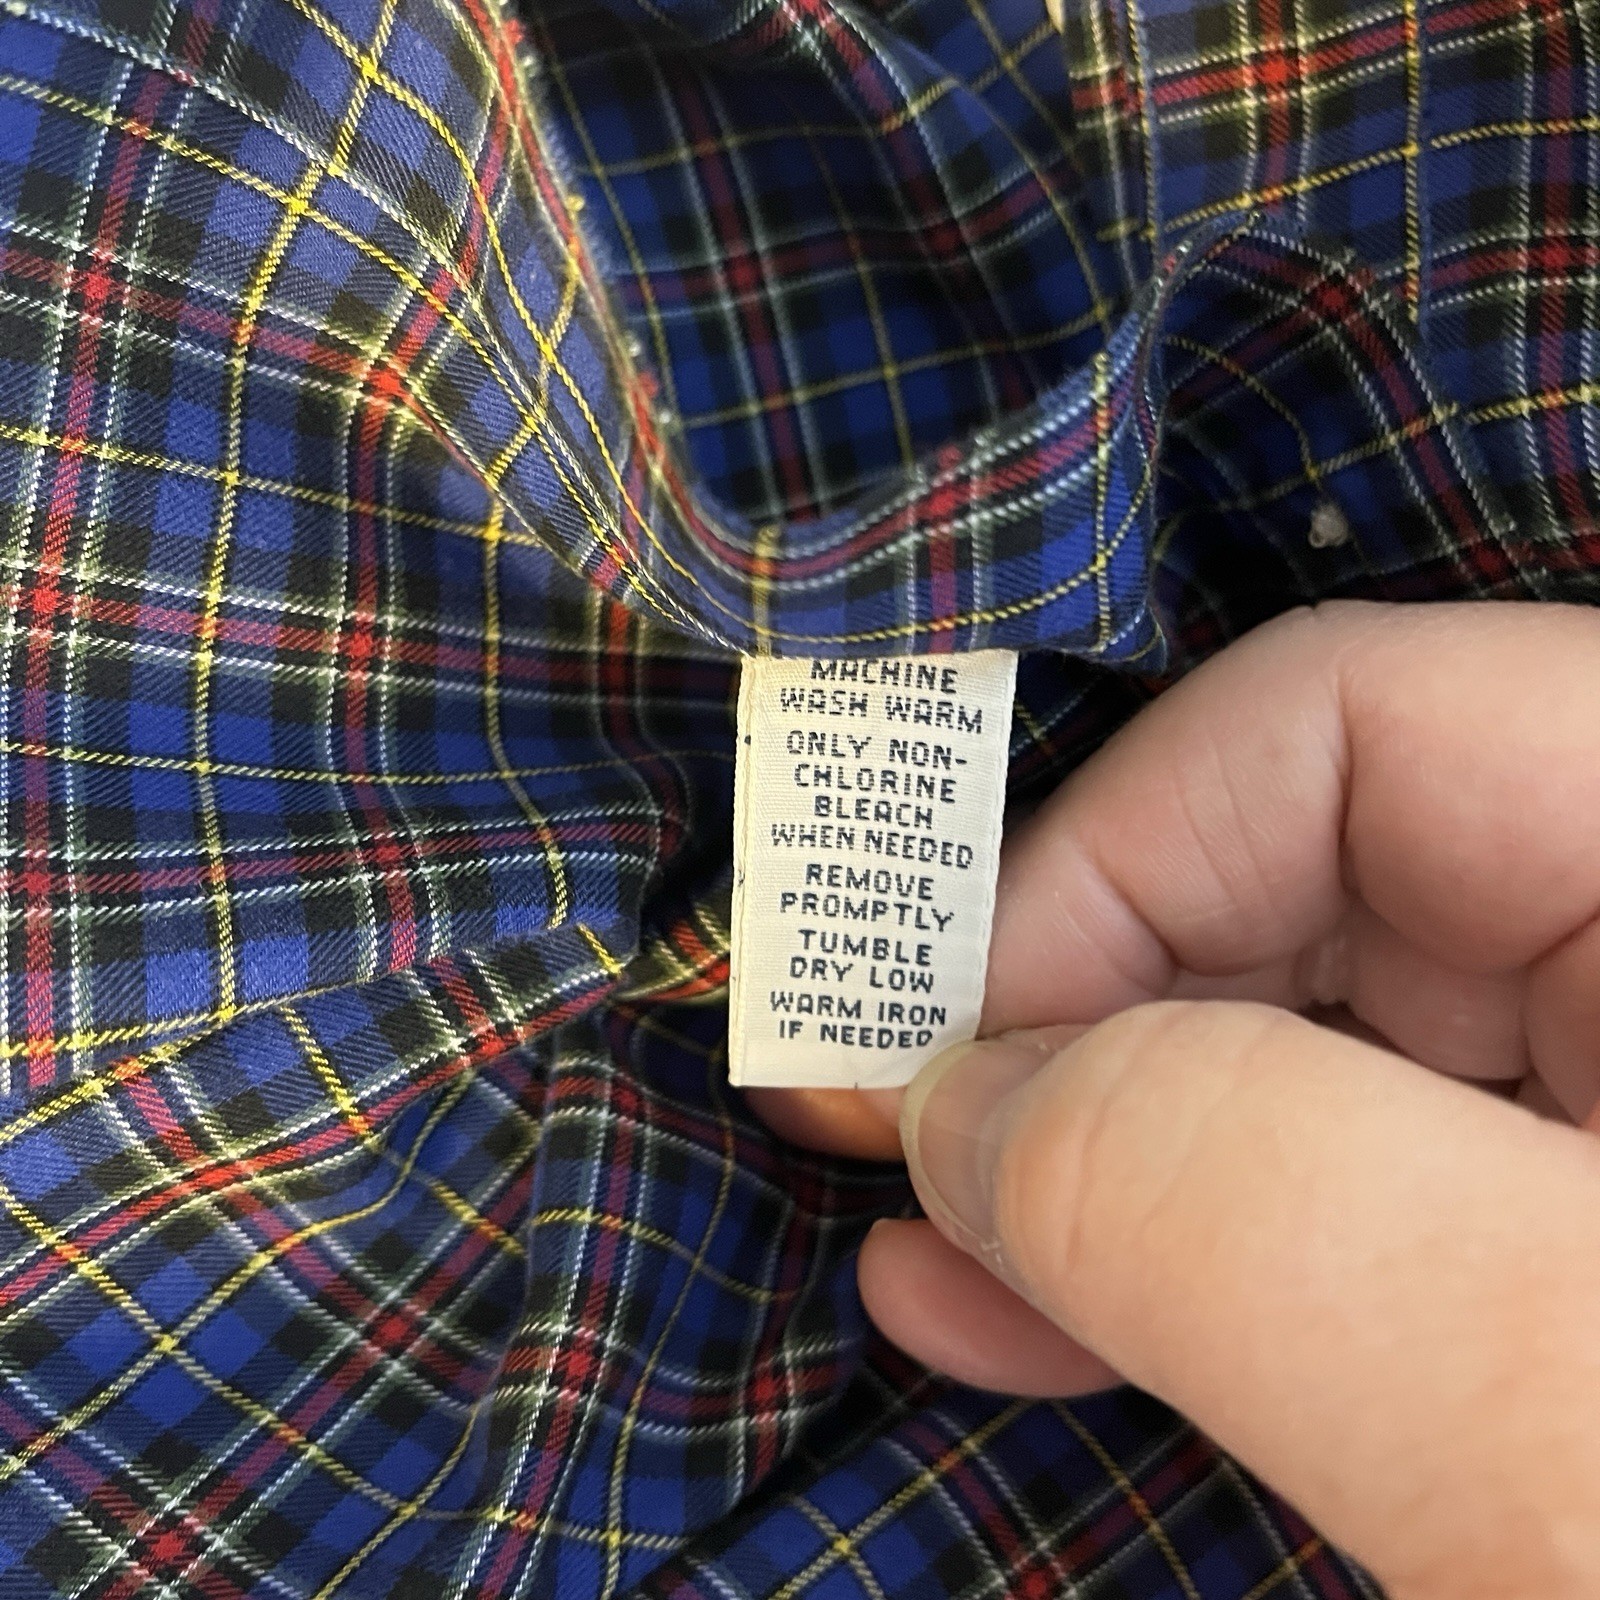 MACHINE
WASH WARM
ONLY NON-
CHLORINE
BLEACH
WHEN NEEDED
REMOVE
PROMPTLY
TUMBLE
DRY LOW
WARM IRON
IF NEEDED